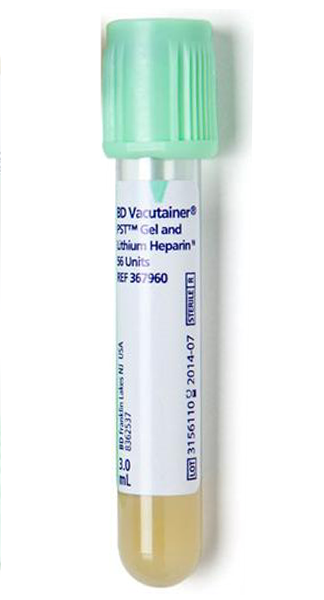 BD Vacutainer®
PST™ Gel and
Lithium Heparin N
56 Units
REF 367960
BD Franklin Lakes NJ USA
8362537
3.0
mL
LOT 3156110 2014-07 STERILE R